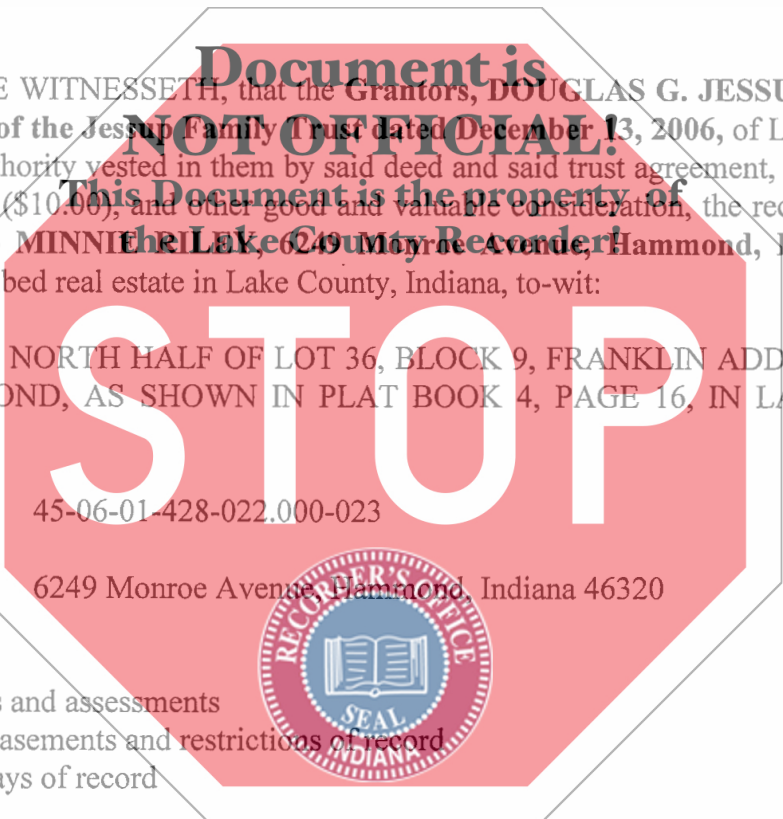 Document is
E WITNESSETH, that the Grantors, DOUGLAS G. JESSU
NOT OFFICIAL!
of the Jessup Family Trust dated December 13, 2006, of L
hority vested in them by said deed and said trust agreement,
This Document is the property of
($10.00), and other good and valuable consideration, the rec
the Lake County Recorder!
MINNIE RILEY, 6249 Monroe Avenue, Hammond, I
bed real estate in Lake County, Indiana, to-wit:
STOP
NORTH HALF OF LOT 36, BLOCK 9, FRANKLIN ADD
OND, AS SHOWN IN PLAT BOOK 4, PAGE 16, IN LA
45-06-01-428-022.000-023
6249 Monroe Avenue, Hammond, Indiana 46320
RECORDER'S OFFICE
SEAL
INDIANA
s and assessments
asements and restrictions of record
ays of record